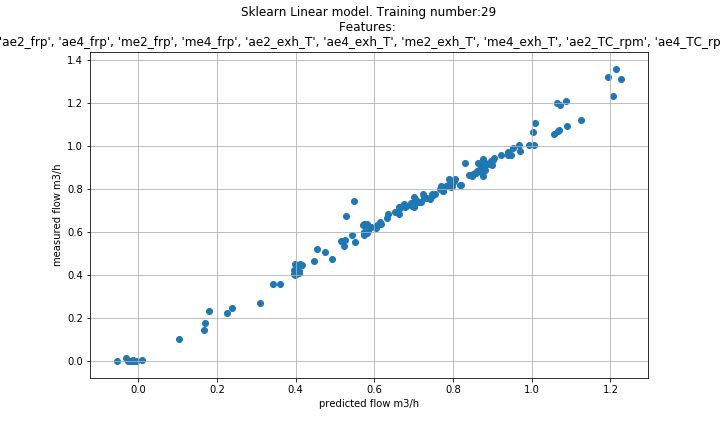 Sklearn Linear model. Training number:29
Features:
'ae2_frp', 'ae4_frp', 'me2_frp', 'me4_frp', 'ae2_exh_T', 'ae4_exh_T', 'me2_exh_T', 'me4_exh_T', 'ae2_TC_rpm', 'ae4_TC_rp
1.4
1.2
1.0
0.8
0.6
0.4
0.2
0.0
measured flow m3/h
0.0 0.2 0.4 0.6 0.8 1.0 1.2
predicted flow m3/h